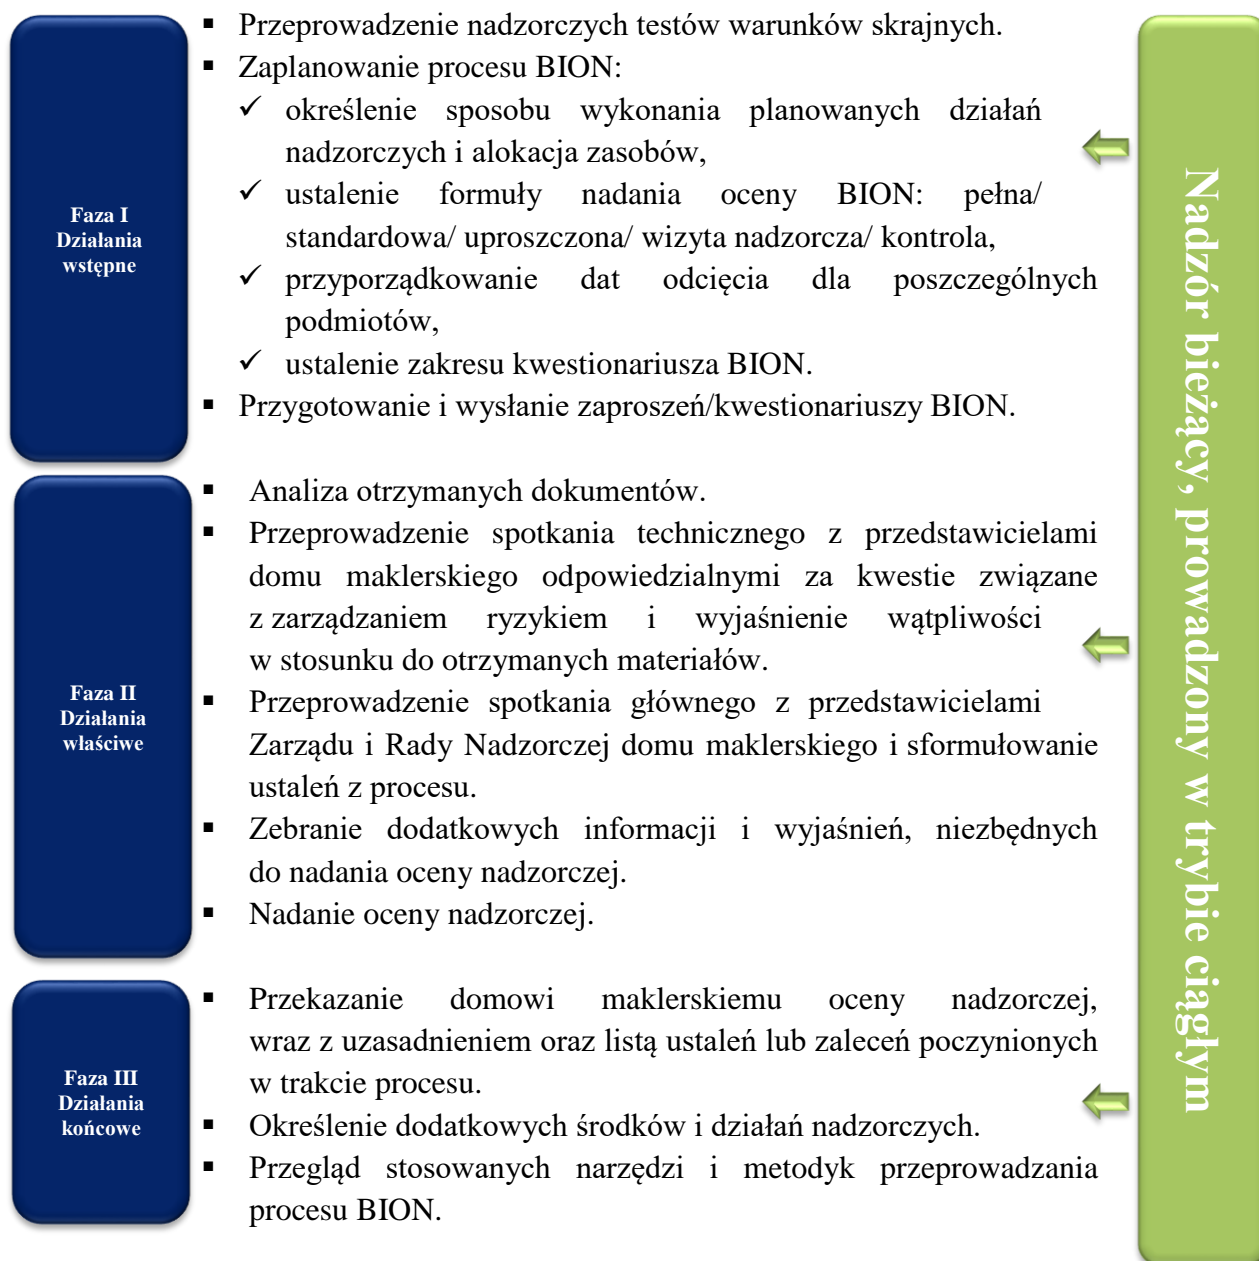 Faza I
Działania
wstępne
▪ Przeprowadzenie nadzorczych testów warunków skrajnych.
▪ Zaplanowanie procesu BION:
✓ określenie sposobu wykonania planowanych działań
nadzorczych i alokacja zasobów,
✓ ustalenie formuły nadania oceny BION: pełna/
standardowa/ uproszczona/ wizyta nadzorcza/ kontrola,
✓ przyporządkowanie dat odcięcia dla poszczególnych
podmiotów,
✓ ustalenie zakresu kwestionariusza BION.
▪ Przygotowanie i wysłanie zaproszeń/kwestionariuszy BION.
Faza II
Działania
właściwe
▪ Analiza otrzymanych dokumentów.
▪ Przeprowadzenie spotkania technicznego z przedstawicielami
domu maklerskiego odpowiedzialnymi za kwestie związane
z zarządzaniem ryzykiem i wyjaśnienie wątpliwości
w stosunku do otrzymanych materiałów.
▪ Przeprowadzenie spotkania głównego z przedstawicielami
Zarządu i Rady Nadzorczej domu maklerskiego i sformułowanie
ustaleń z procesu.
▪ Zebranie dodatkowych informacji i wyjaśnień, niezbędnych
do nadania oceny nadzorczej.
▪ Nadanie oceny nadzorczej.
Faza III
Działania
końcowe
▪ Przekazanie domowi maklerskiemu oceny nadzorczej,
wraz z uzasadnieniem oraz listą ustaleń lub zaleceń poczynionych
w trakcie procesu.
▪ Określenie dodatkowych środków i działań nadzorczych.
▪ Przegląd stosowanych narzędzi i metodyk przeprowadzania
procesu BION.
Nadzór bieżący, prowadzony w trybie ciągłym